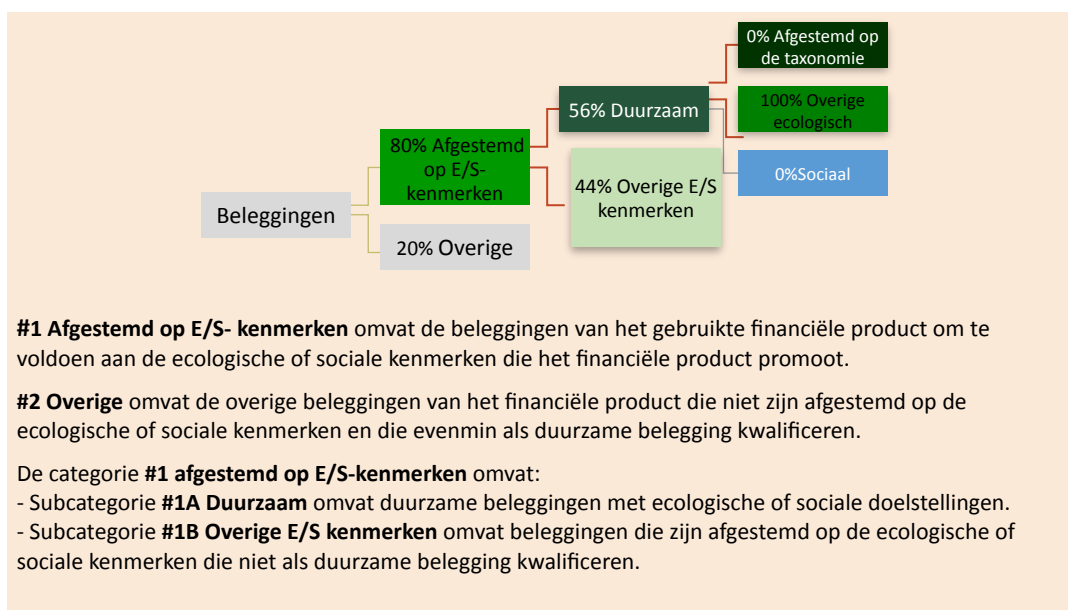 0% Afgestemd op
de taxonomie
56% Duurzaam
100% Overige
ecologisch
80% Afgestemd
op E/S-
kenmerken
44% Overige E/S
kenmerken
0%Sociaal
Beleggingen
20% Overige
#1 Afgestemd op E/S- kenmerken omvat de beleggingen van het gebruikte financiële product om te
voldoen aan de ecologische of sociale kenmerken die het financiële product promoot.
#2 Overige omvat de overige beleggingen van het financiële product die niet zijn afgestemd op de
ecologische of sociale kenmerken en die evenmin als duurzame belegging kwalificeren.
De categorie #1 afgestemd op E/S-kenmerken omvat:
- Subcategorie #1A Duurzaam omvat duurzame beleggingen met ecologische of sociale doelstellingen.
- Subcategorie #1B Overige E/S kenmerken omvat beleggingen die zijn afgestemd op de ecologische of
sociale kenmerken die niet als duurzame belegging kwalificeren.